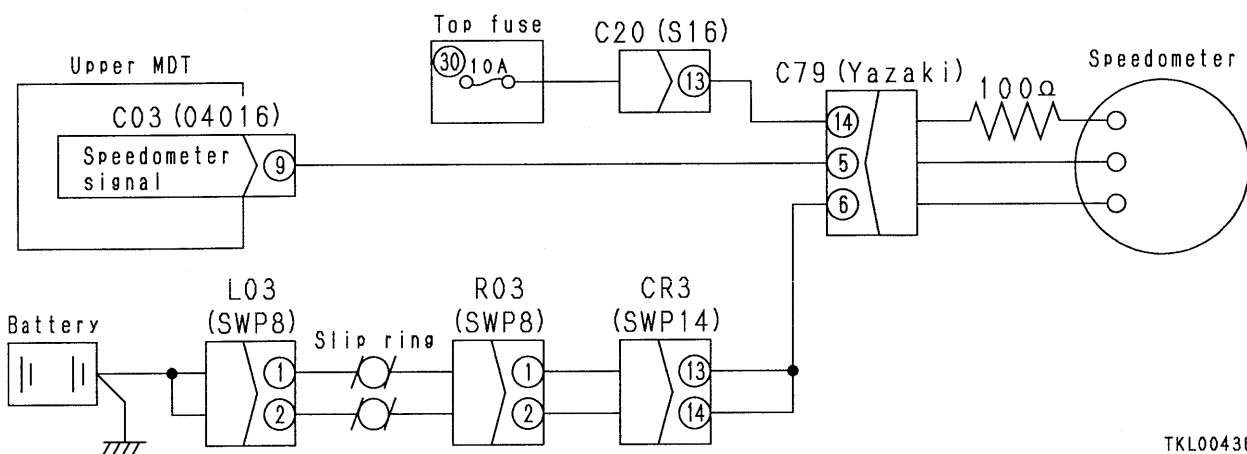 Top fuse
C20 (S16)
30
10A
13
Upper MDT
C79 (Yazaki)
Speedometer
100Ω
C03 (04016)
14
Speedometer
signal
9
5
6
L03
(SWP8)
R03
(SWP8)
CR3
(SWP14)
Battery
Slip ring
1
1
13
2
2
14
TKL00436